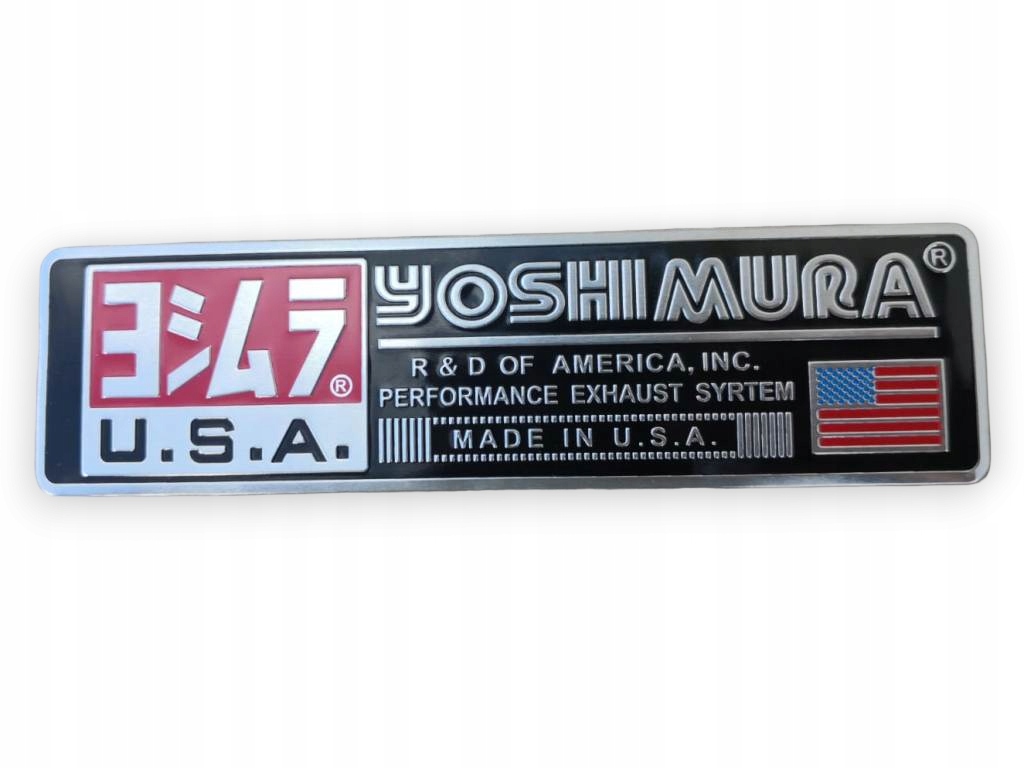 ヨシムラ®
U.S.A.
YOSHIMURA®
R & D OF AMERICA, INC.
PERFORMANCE EXHAUST SYRTEM
MADE IN U.S.A.